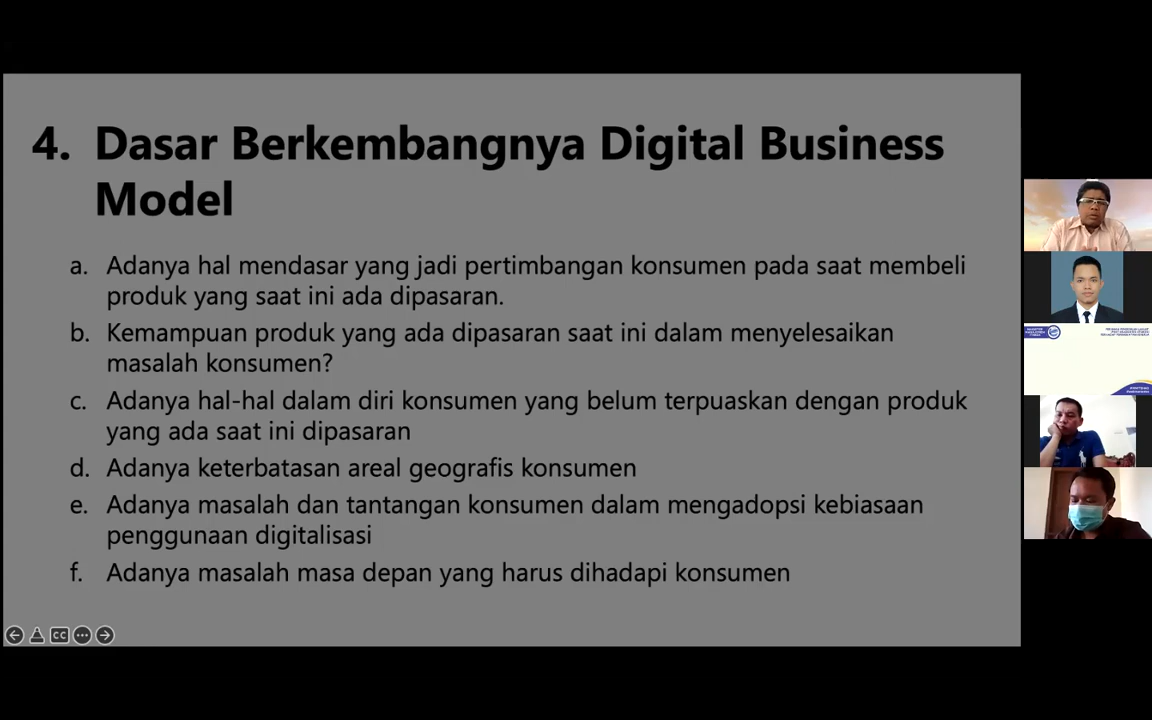 4. Dasar Berkembangnya Digital Business
Model
a. Adanya hal mendasar yang jadi pertimbangan konsumen pada saat membeli
produk yang saat ini ada dipasaran.
b. Kemampuan produk yang ada dipasaran saat ini dalam menyelesaikan
masalah konsumen?
c. Adanya hal-hal dalam diri konsumen yang belum terpuaskan dengan produk
yang ada saat ini dipasaran
d. Adanya keterbatasan areal geografis konsumen
e. Adanya masalah dan tantangan konsumen dalam mengadopsi kebiasaan
penggunaan digitalisasi
f. Adanya masalah masa depan yang harus dihadapi konsumen
CC